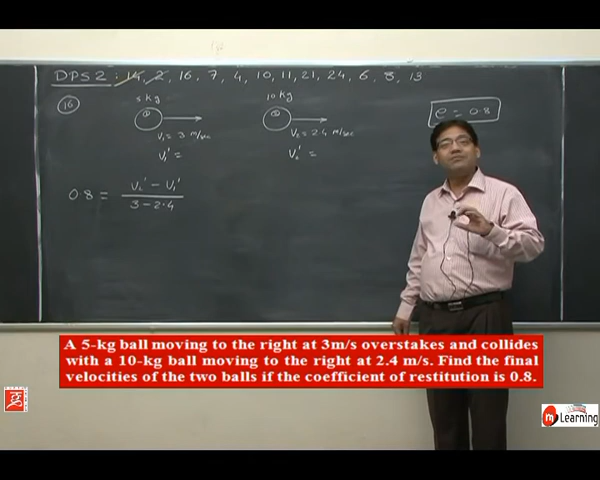 DPS 2 : 14, 2, 16, 7, 4, 10, 11, 21, 24, 6, 8, 13
16
5 kg
10 kg
e = 0.8
V₁ = 3 m/sec
V₂ = 2.4 m/sec
V₁' =
V₂' =
0.8 = V₂' - V₁'
3 - 2.4
A 5-kg ball moving to the right at 3m/s overstakes and collides
with a 10-kg ball moving to the right at 2.4 m/s. Find the final
velocities of the two balls if the coefficient of restitution is 0.8.
m Learning